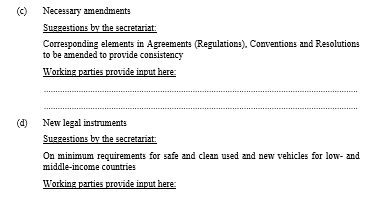 (c) Necessary amendments
Suggestions by the secretariat:
Corresponding elements in Agreements (Regulations), Conventions and Resolutions
to be amended to provide consistency
Working parties provide input here:
................................................................................
................................................................................
(d) New legal instruments
Suggestions by the secretariat:
On minimum requirements for safe and clean used and new vehicles for low- and
middle-income countries
Working parties provide input here: